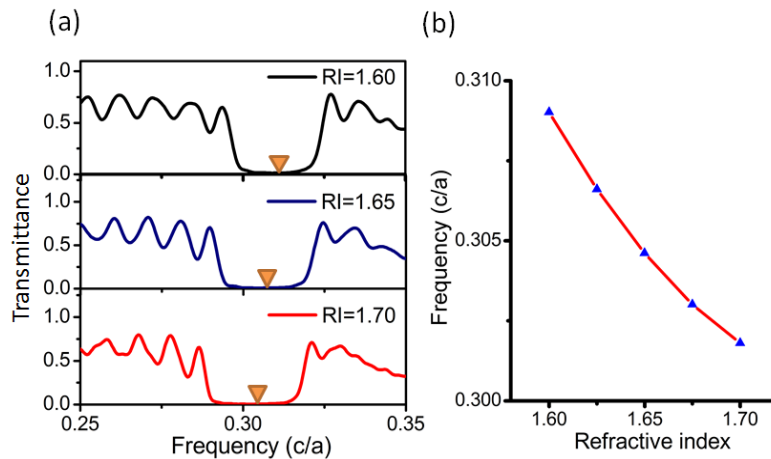 (a)
Transmittance
1.0
0.5
0.0
RI=1.60
1.0
0.5
0.0
RI=1.65
1.0
0.5
0.0
RI=1.70
0.25
0.30
0.35
Frequency (c/a)
(b)
Frequency (c/a)
0.310
0.305
0.300
1.60
1.65
1.70
Refractive index